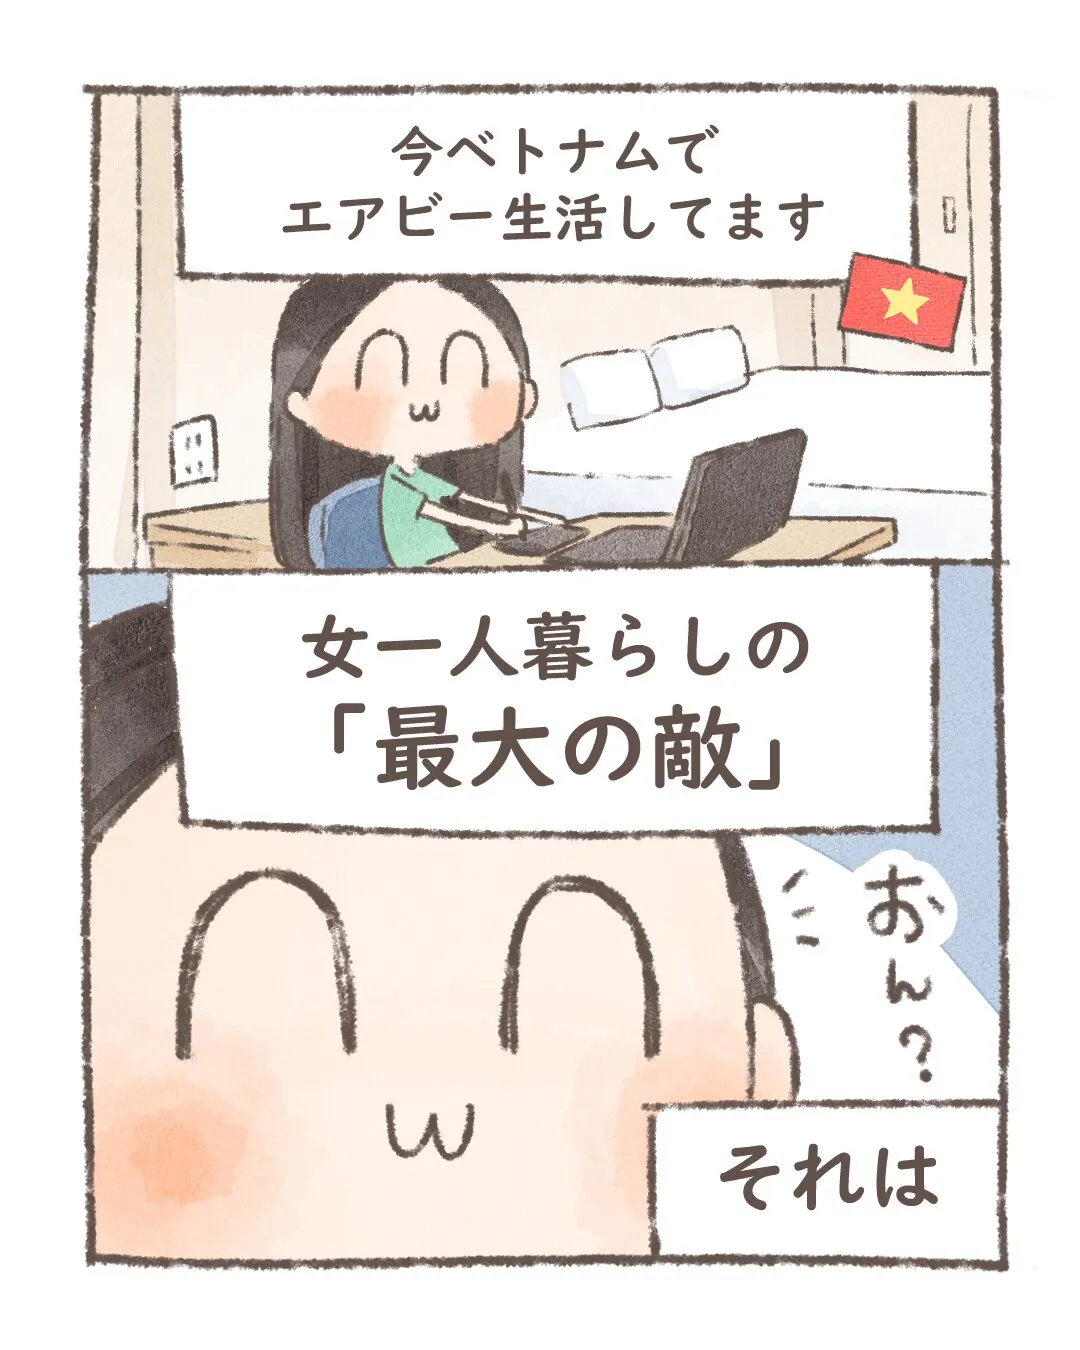 今ベトナムで
エアビー生活してます
女一人暮らしの
「最大の敵」
おん?
それは